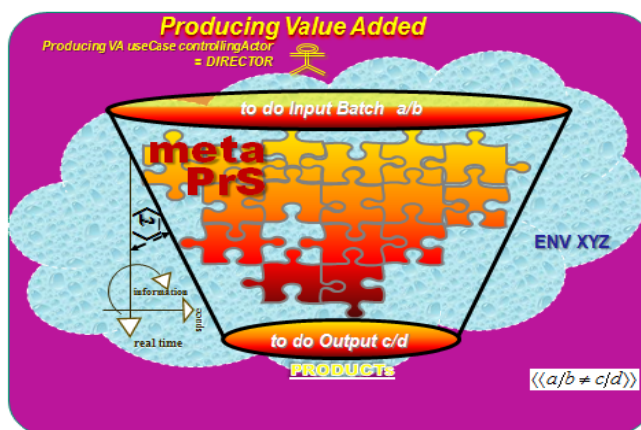 Producing Value Added
Producing VA useCase controllingActor
= DIRECTOR
to do Input Batch a/b
meta
PrS
ENV XYZ
information
space
real time
to do Output c/d
PRODUCTs
⟨⟨a/b ≠ c/d⟩⟩